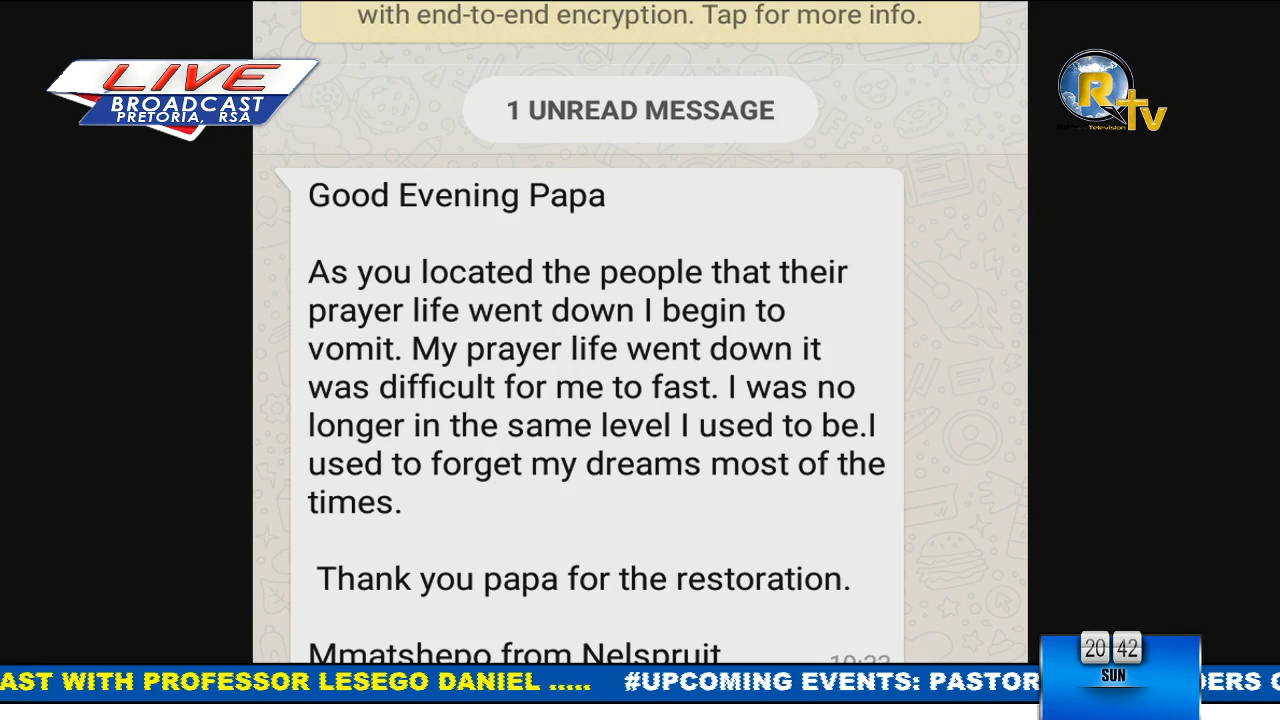 with end-to-end encryption. Tap for more info.
LIVE
BROADCAST
PRETORIA, RSA
R tv
1 UNREAD MESSAGE
Good Evening Papa
As you located the people that their
prayer life went down I begin to
vomit. My prayer life went down it
was difficult for me to fast. I was no
longer in the same level I used to be.I
used to forget my dreams most of the
times.
Thank you papa for the restoration.
Mmatshepo from Nelspruit
20 42
SUN
AST WITH PROFESSOR LESEGO DANIEL ..... #UPCOMING EVENTS: PASTOR